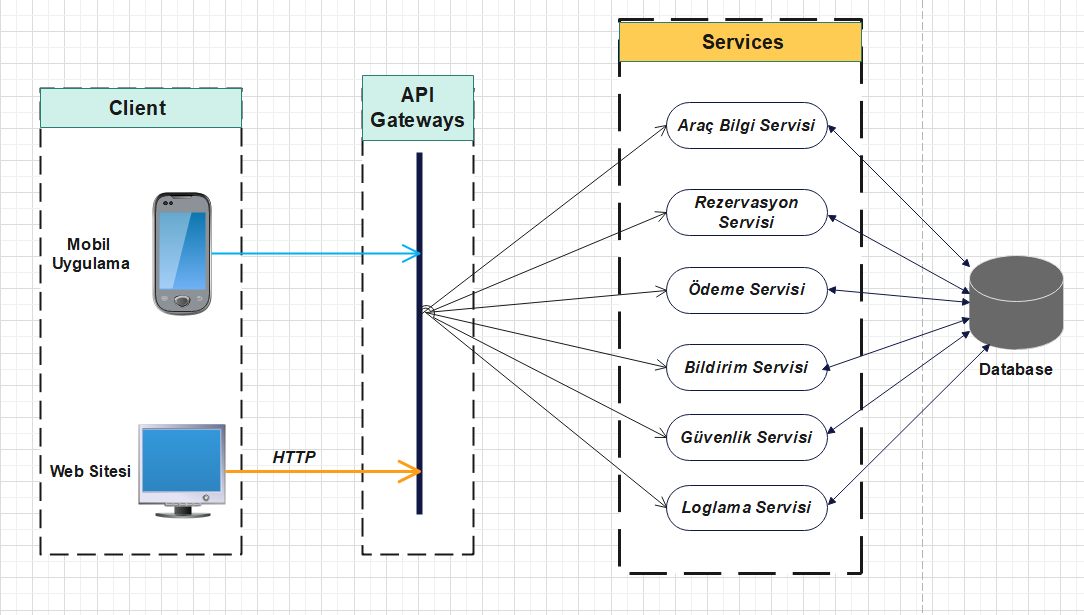 Client
Mobil
Uygulama
Web Sitesi
HTTP
API
Gateways
Services
Araç Bilgi Servisi
Rezervasyon
Servisi
Ödeme Servisi
Bildirim Servisi
Güvenlik Servisi
Loglama Servisi
Database